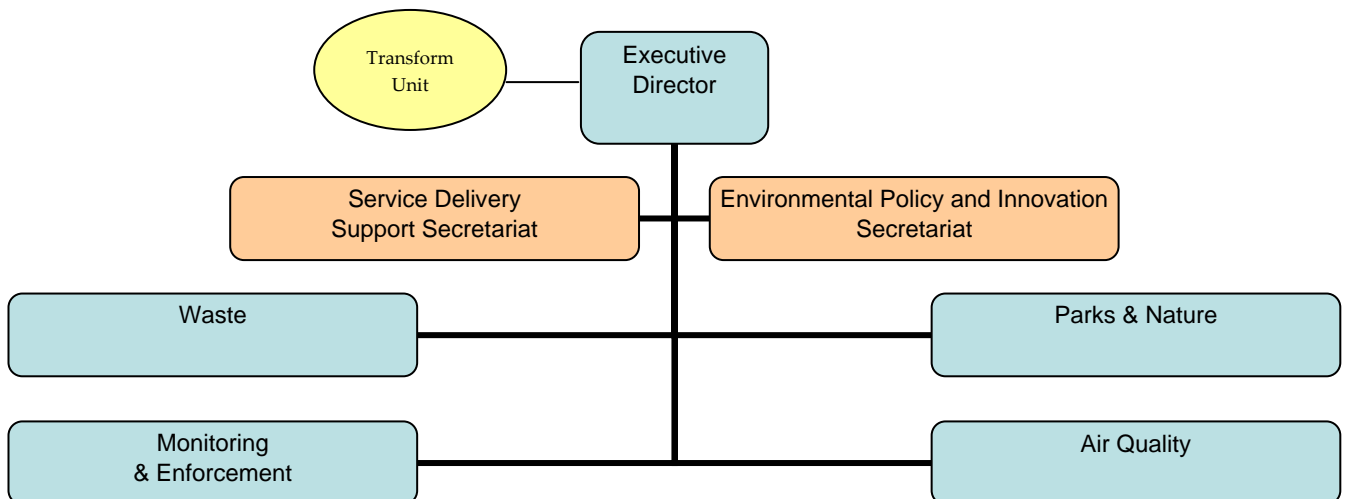 Transform
Unit
Executive
Director
Service Delivery
Support Secretariat
Environmental Policy and Innovation
Secretariat
Waste
Parks & Nature
Monitoring
& Enforcement
Air Quality